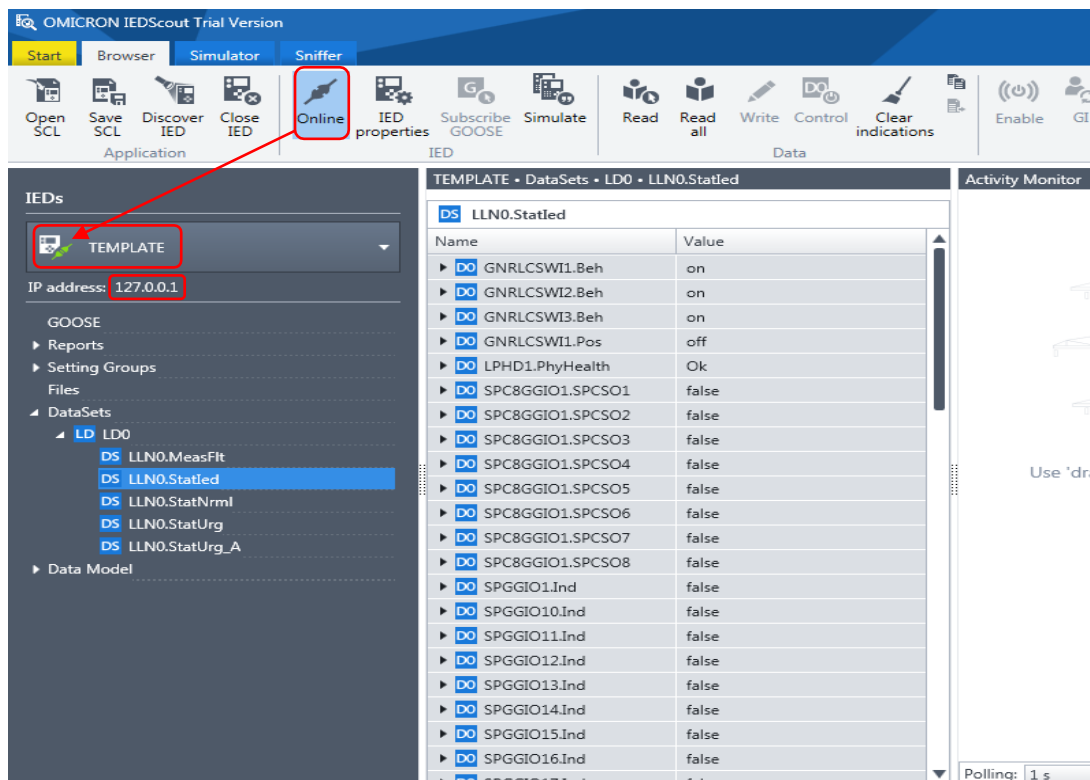 OMICRON IEDScout Trial Version
Start Browser Simulator Sniffer
Open SCL
Save SCL
Discover IED
Close IED
Online
IED properties
Subscribe GOOSE
Simulate
Read
Read all
Write
Control
Clear indications
Enable
Application
IED
Data
IEDs
TEMPLATE
IP address: 127.0.0.1
GOOSE
Reports
Setting Groups
Files
DataSets
LD LD0
DS LLN0.MeasFlt
DS LLN0.StatIed
DS LLN0.StatNrml
DS LLN0.StatUrg
DS LLN0.StatUrg_A
Data Model
TEMPLATE • DataSets • LD0 • LLN0.StatIed
DS LLN0.StatIed
Name Value
DO GNRLCSWI1.Beh on
DO GNRLCSWI2.Beh on
DO GNRLCSWI3.Beh on
DO GNRLCSWI1.Pos off
DO LPHD1.PhyHealth Ok
DO SPC8GGIO1.SPCSO1 false
DO SPC8GGIO1.SPCSO2 false
DO SPC8GGIO1.SPCSO3 false
DO SPC8GGIO1.SPCSO4 false
DO SPC8GGIO1.SPCSO5 false
DO SPC8GGIO1.SPCSO6 false
DO SPC8GGIO1.SPCSO7 false
DO SPC8GGIO1.SPCSO8 false
DO SPGGIO1.Ind false
DO SPGGIO10.Ind false
DO SPGGIO11.Ind false
DO SPGGIO12.Ind false
DO SPGGIO13.Ind false
DO SPGGIO14.Ind false
DO SPGGIO15.Ind false
DO SPGGIO16.Ind false
Activity Monitor
Use 'dr
Polling: 1 s